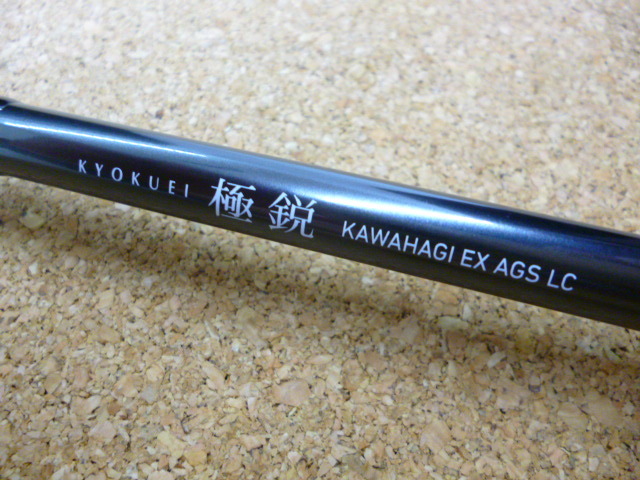 KYOKUEI 極鋭 KAWAHAGI EX AGS LC